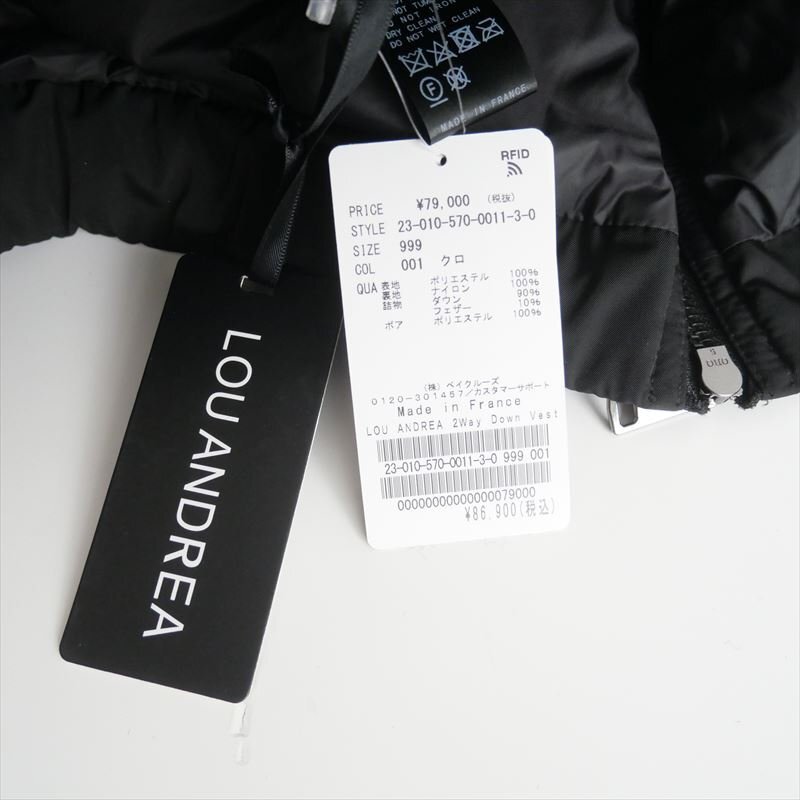 DO NOT TUM
DO NOT IRON
DRY CLEAN
DO NOT WET CLEAN
F
MADE IN FRANCE
RFID
PRICE ¥79,000 (税抜)
STYLE 23-010-570-0011-3-0
SIZE 999
COL 001 クロ
QUA 表地 ポリエステル 100%
裏地 ナイロン 100%
詰物 ダウン 90%
フェザー 10%
ボア ポリエステル 100%
(株)ベイクルーズ
0120-301457/カスタマーサポート
Made in France
LOU ANDREA 2Way Down Vest
23-010-570-0011-3-0 999 001
00000000000000079000
¥86,900(税込)
LOU ANDREA